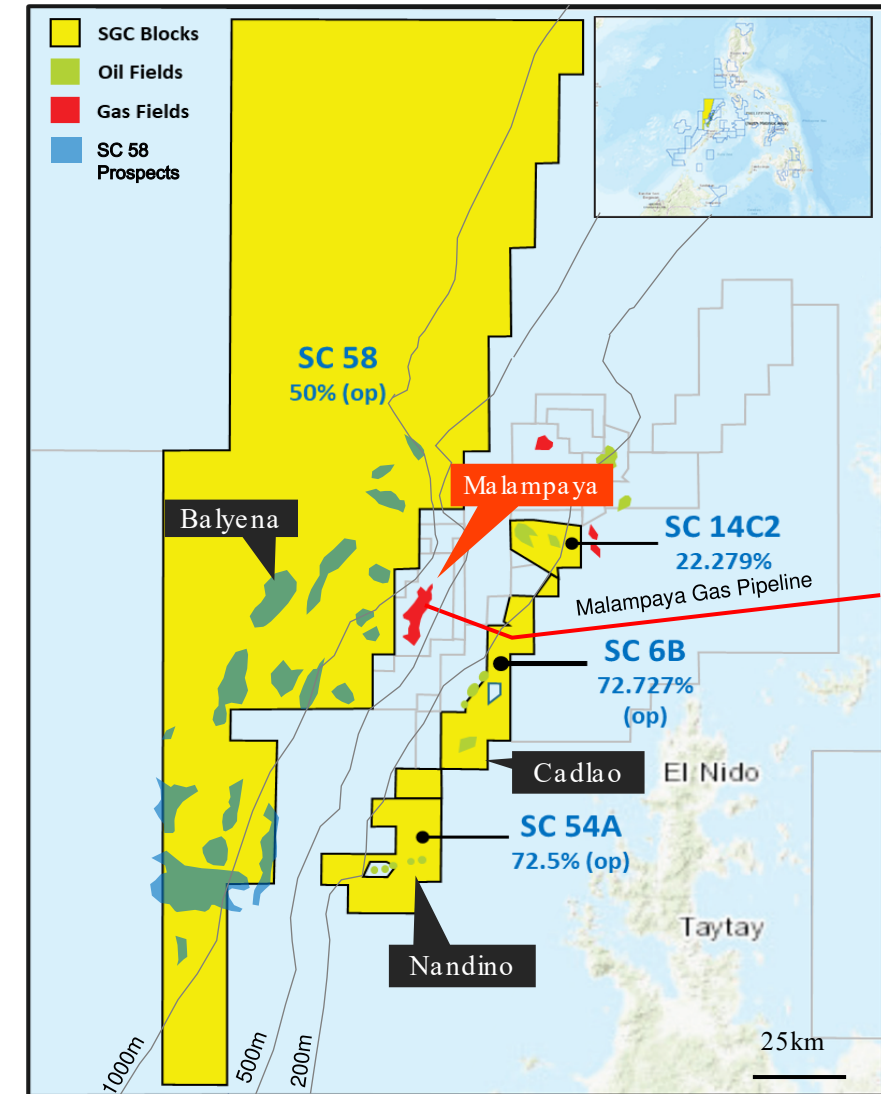 SGC Blocks
Oil Fields
Gas Fields
SC 58
Prospects
SC 58
50% (op)
Malampaya
Balyena
SC 14C2
22.279%
Malampaya Gas Pipeline
SC 6B
72.727%
(op)
Cadlao
El Nido
SC 54A
72.5% (op)
Taytay
Nandino
25km
1000m
500m
200m